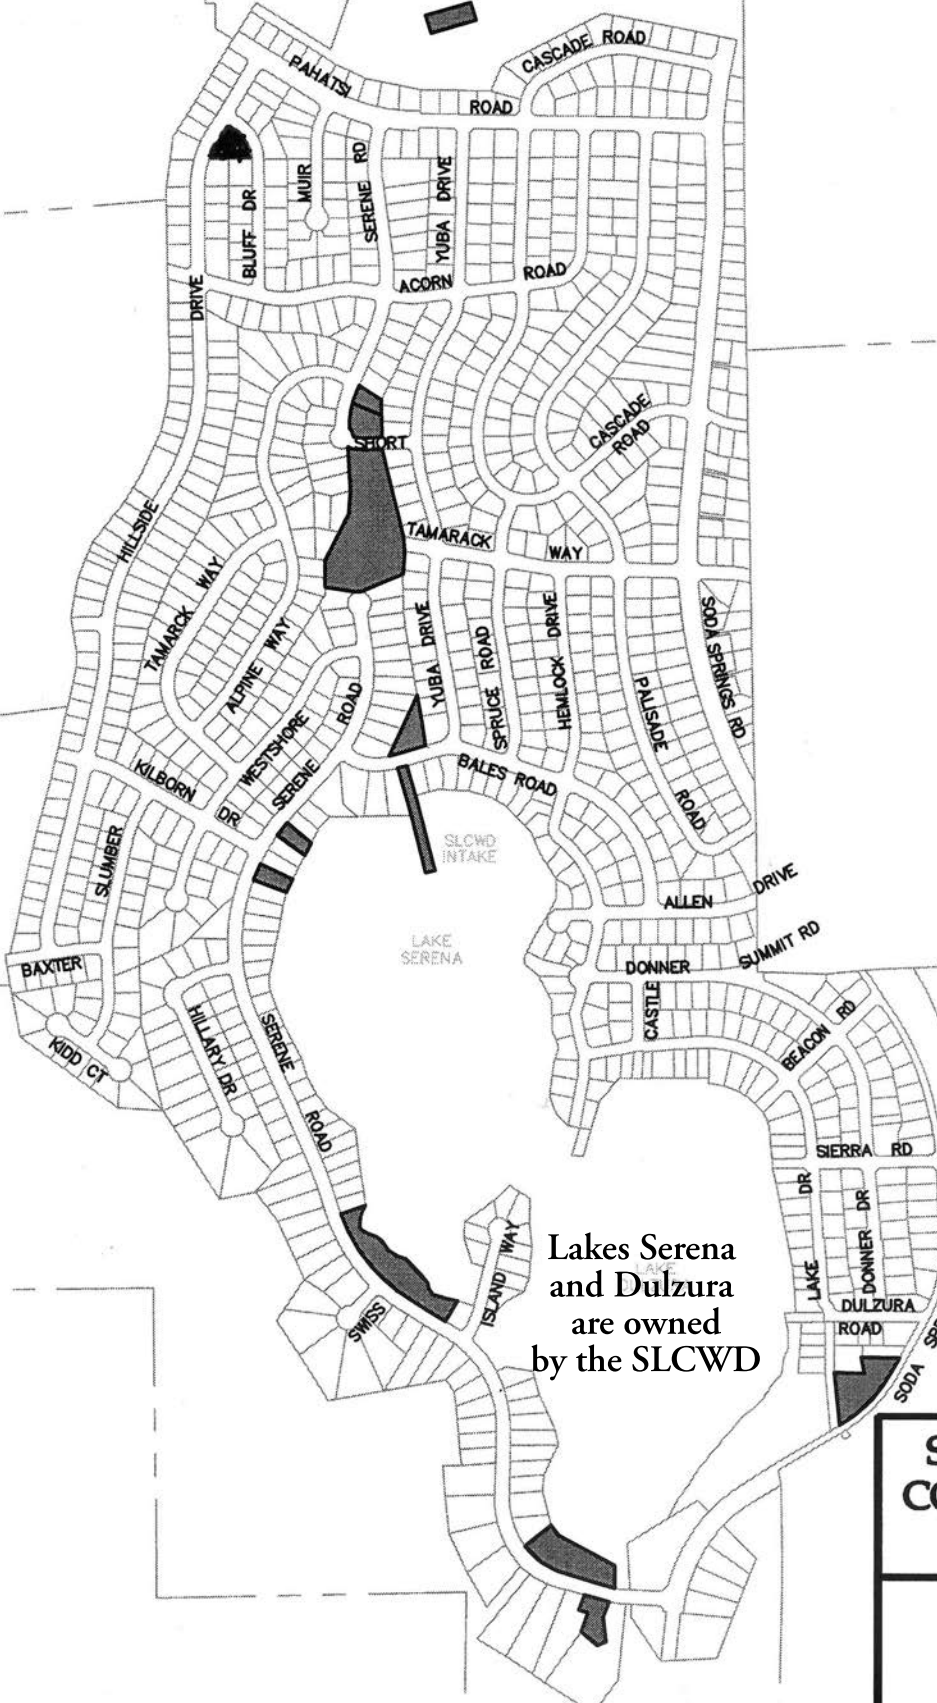 CASCADE ROAD
PAHATSI
ROAD
MUIR
SERENE RD
YUBA DRIVE
BLUFF DR
DRIVE
ACORN
ROAD
CASCADE
ROAD
SHORT
HILLSIDE
TAMARACK
WAY
TAMARCK WAY
ALPINE WAY
YUBA DRIVE
SPRUCE ROAD
HEMLOCK DRIVE
SODA SPRINGS RD
PALISADE
ROAD
WESTSHORE
SERENE
ROAD
KILBORN
DR
BALES ROAD
SLUMBER
SLCWD
INTAKE
ALLEN
DRIVE
LAKE
SERENA
SUMMIT RD
DONNER
BAXTER
CASTLE
HILLARY DR
SERENE
ROAD
KIDD CT
BEACON RD
SIERRA RD
LAKE
DR
DONNER DR
ISLAND WAY
Lakes Serena
and Dulzura
are owned
by the SLCWD
LAKE
SWISS
DULZURA
ROAD
SODA
S
CO